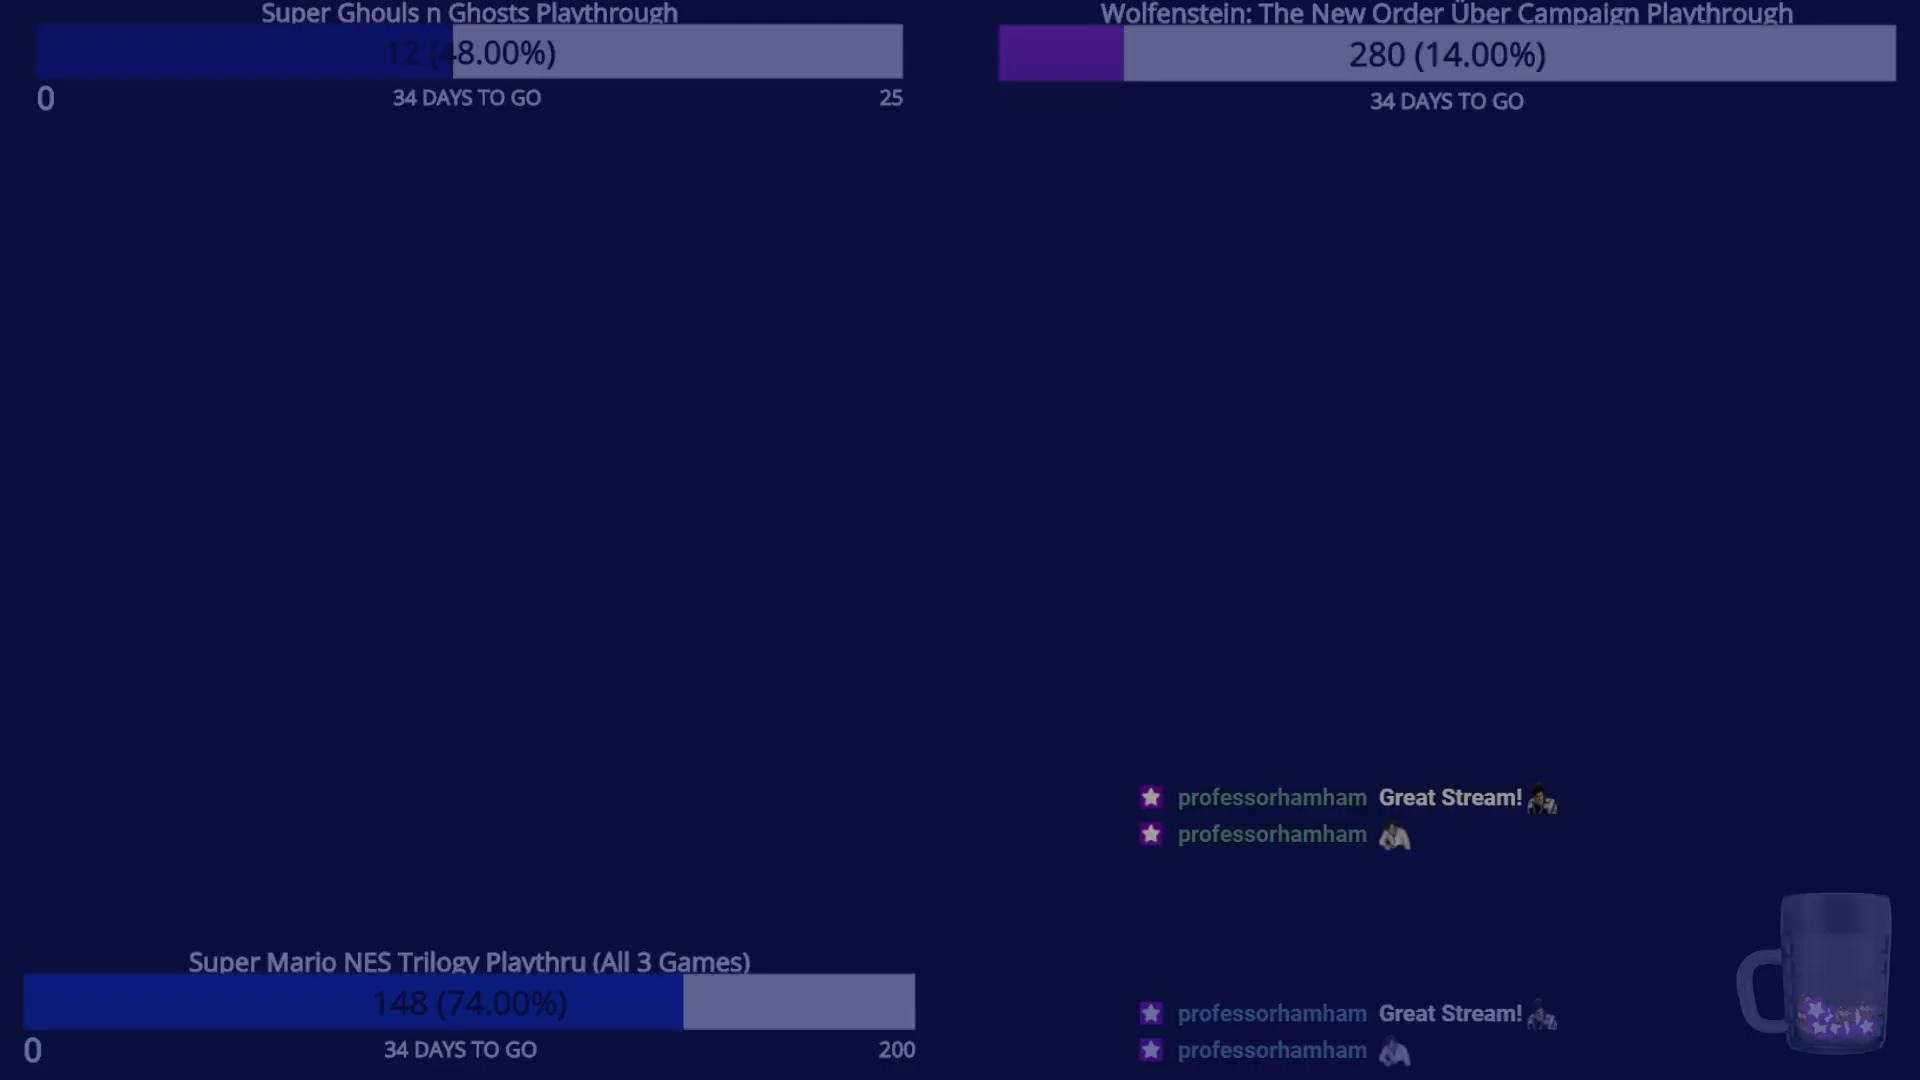 Super Ghouls n Ghosts Playthrough
12 (48.00%)
0 34 DAYS TO GO 25
Wolfenstein: The New Order Über Campaign Playthrough
280 (14.00%)
34 DAYS TO GO
professorhamham Great Stream!
professorhamham
Super Mario NES Trilogy Playthru (All 3 Games)
148 (74.00%)
0 34 DAYS TO GO 200
professorhamham Great Stream!
professorhamham